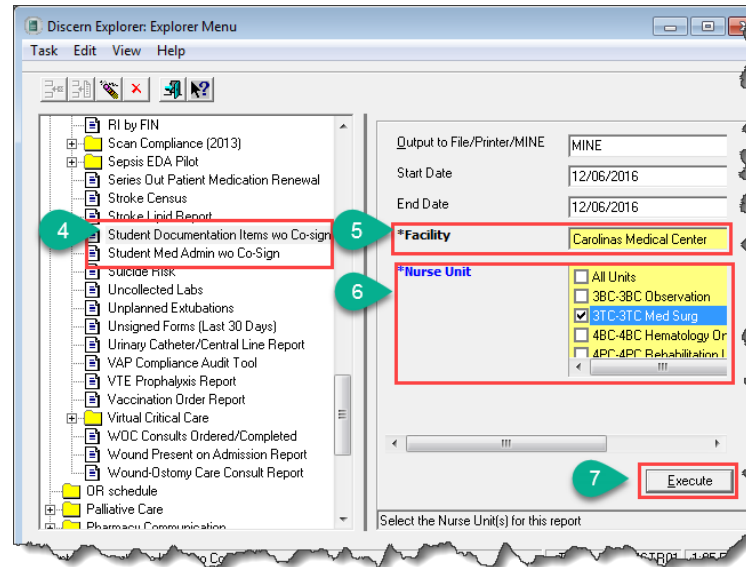 Discern Explorer: Explorer Menu
Task Edit View Help
RI by FIN
Scan Compliance (2013)
Sepsis EDA Pilot
Series Out Patient Medication Renewal
Stroke Census
Stroke Lipid Report
4
Student Documentation Items wo Co-sign
Student Med Admin wo Co-Sign
Suicide Risk
Uncollected Labs
Unplanned Extubations
Unsigned Forms (Last 30 Days)
Urinary Catheter/Central Line Report
VAP Compliance Audit Tool
VTE Prophalyxis Report
Vaccination Order Report
Virtual Critical Care
WOC Consults Ordered/Completed
Wound Present on Admission Report
Wound-Ostomy Care Consult Report
OR schedule
Palliative Care
Pharmacy Communication
Output to File/Printer/MINE MINE
Start Date 12/06/2016
End Date 12/06/2016
5 *Facility Carolinas Medical Center
6 *Nurse Unit
All Units
3BC-3BC Observation
3TC-3TC Med Surg
4BC-4BC Hematology
4PC-4PC Rehabilitation
7 Execute
Select the Nurse Unit(s) for this report